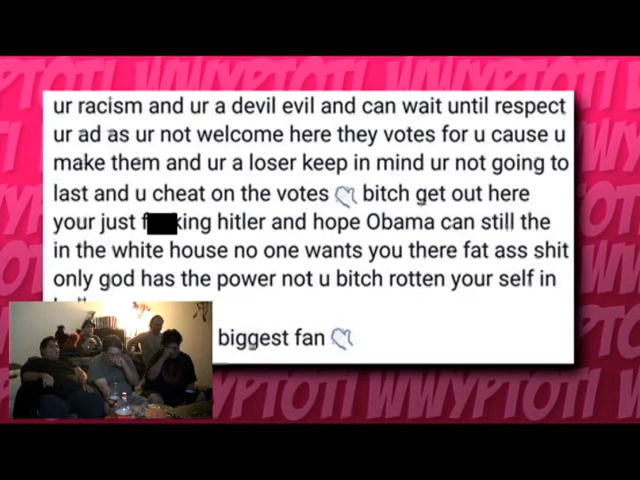 WWYPTOTI WWYPTOTI
ur racism and ur a devil evil and can wait until respect
ur ad as ur not welcome here they votes for u cause u
make them and ur a loser keep in mind ur not going to
last and u cheat on the votes bitch get out here
your just f king hitler and hope Obama can still the
in the white house no one wants you there fat ass shit
only god has the power not u bitch rotten your self in
biggest fan
WWYPTOTI WWYPTOTI